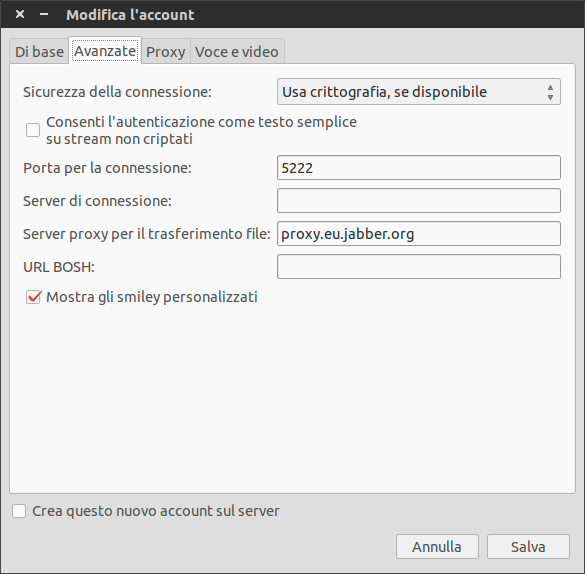 Modifica l'account
Di base Avanzate Proxy Voce e video
Sicurezza della connessione: Usa crittografia, se disponibile
Consenti l'autenticazione come testo semplice
su stream non criptati
Porta per la connessione: 5222
Server di connessione:
Server proxy per il trasferimento file: proxy.eu.jabber.org
URL BOSH:
Mostra gli smiley personalizzati
Crea questo nuovo account sul server
Annulla Salva